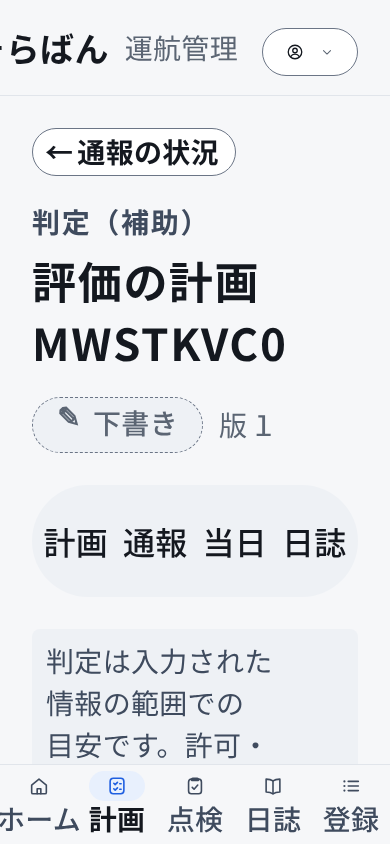 らばん 運航管理
← 通報の状況
判定（補助）
評価の計画
MWSTKVC0
✎ 下書き 版 1
計画 通報 当日 日誌
判定は入力された
情報の範囲での
目安です。許可・
ホーム 計画 点検 日誌 登録